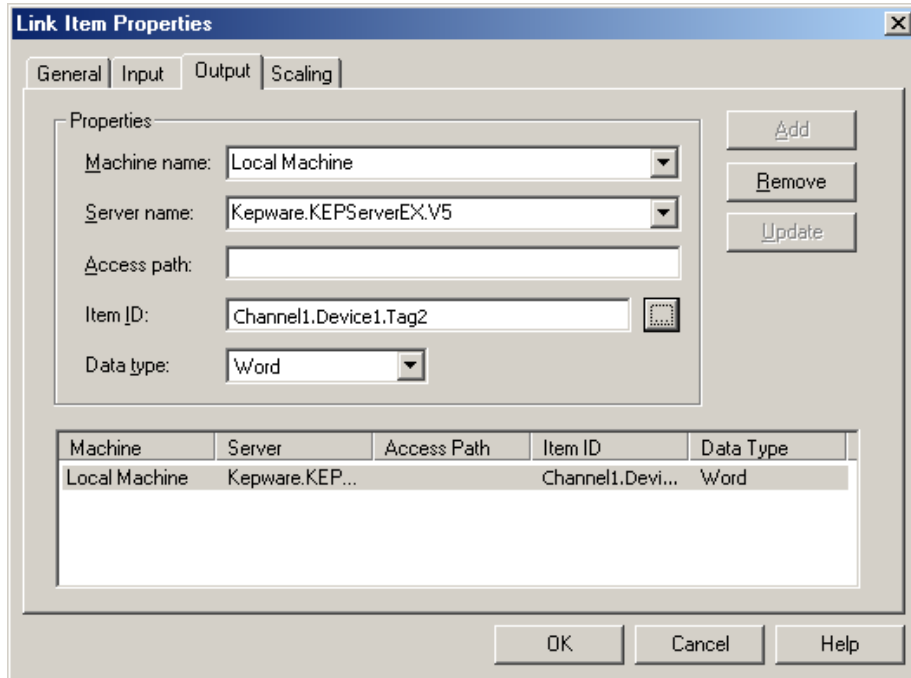 Link Item Properties
General Input Output Scaling
Properties
Machine name: Local Machine
Server name: Kepware.KEPServerEX.V5
Access path:
Item ID: Channel1.Device1.Tag2
Data type: Word
Add
Remove
Update
Machine Server Access Path Item ID Data Type
Local Machine Kepware.KEP... Channel1.Devi... Word
OK Cancel Help